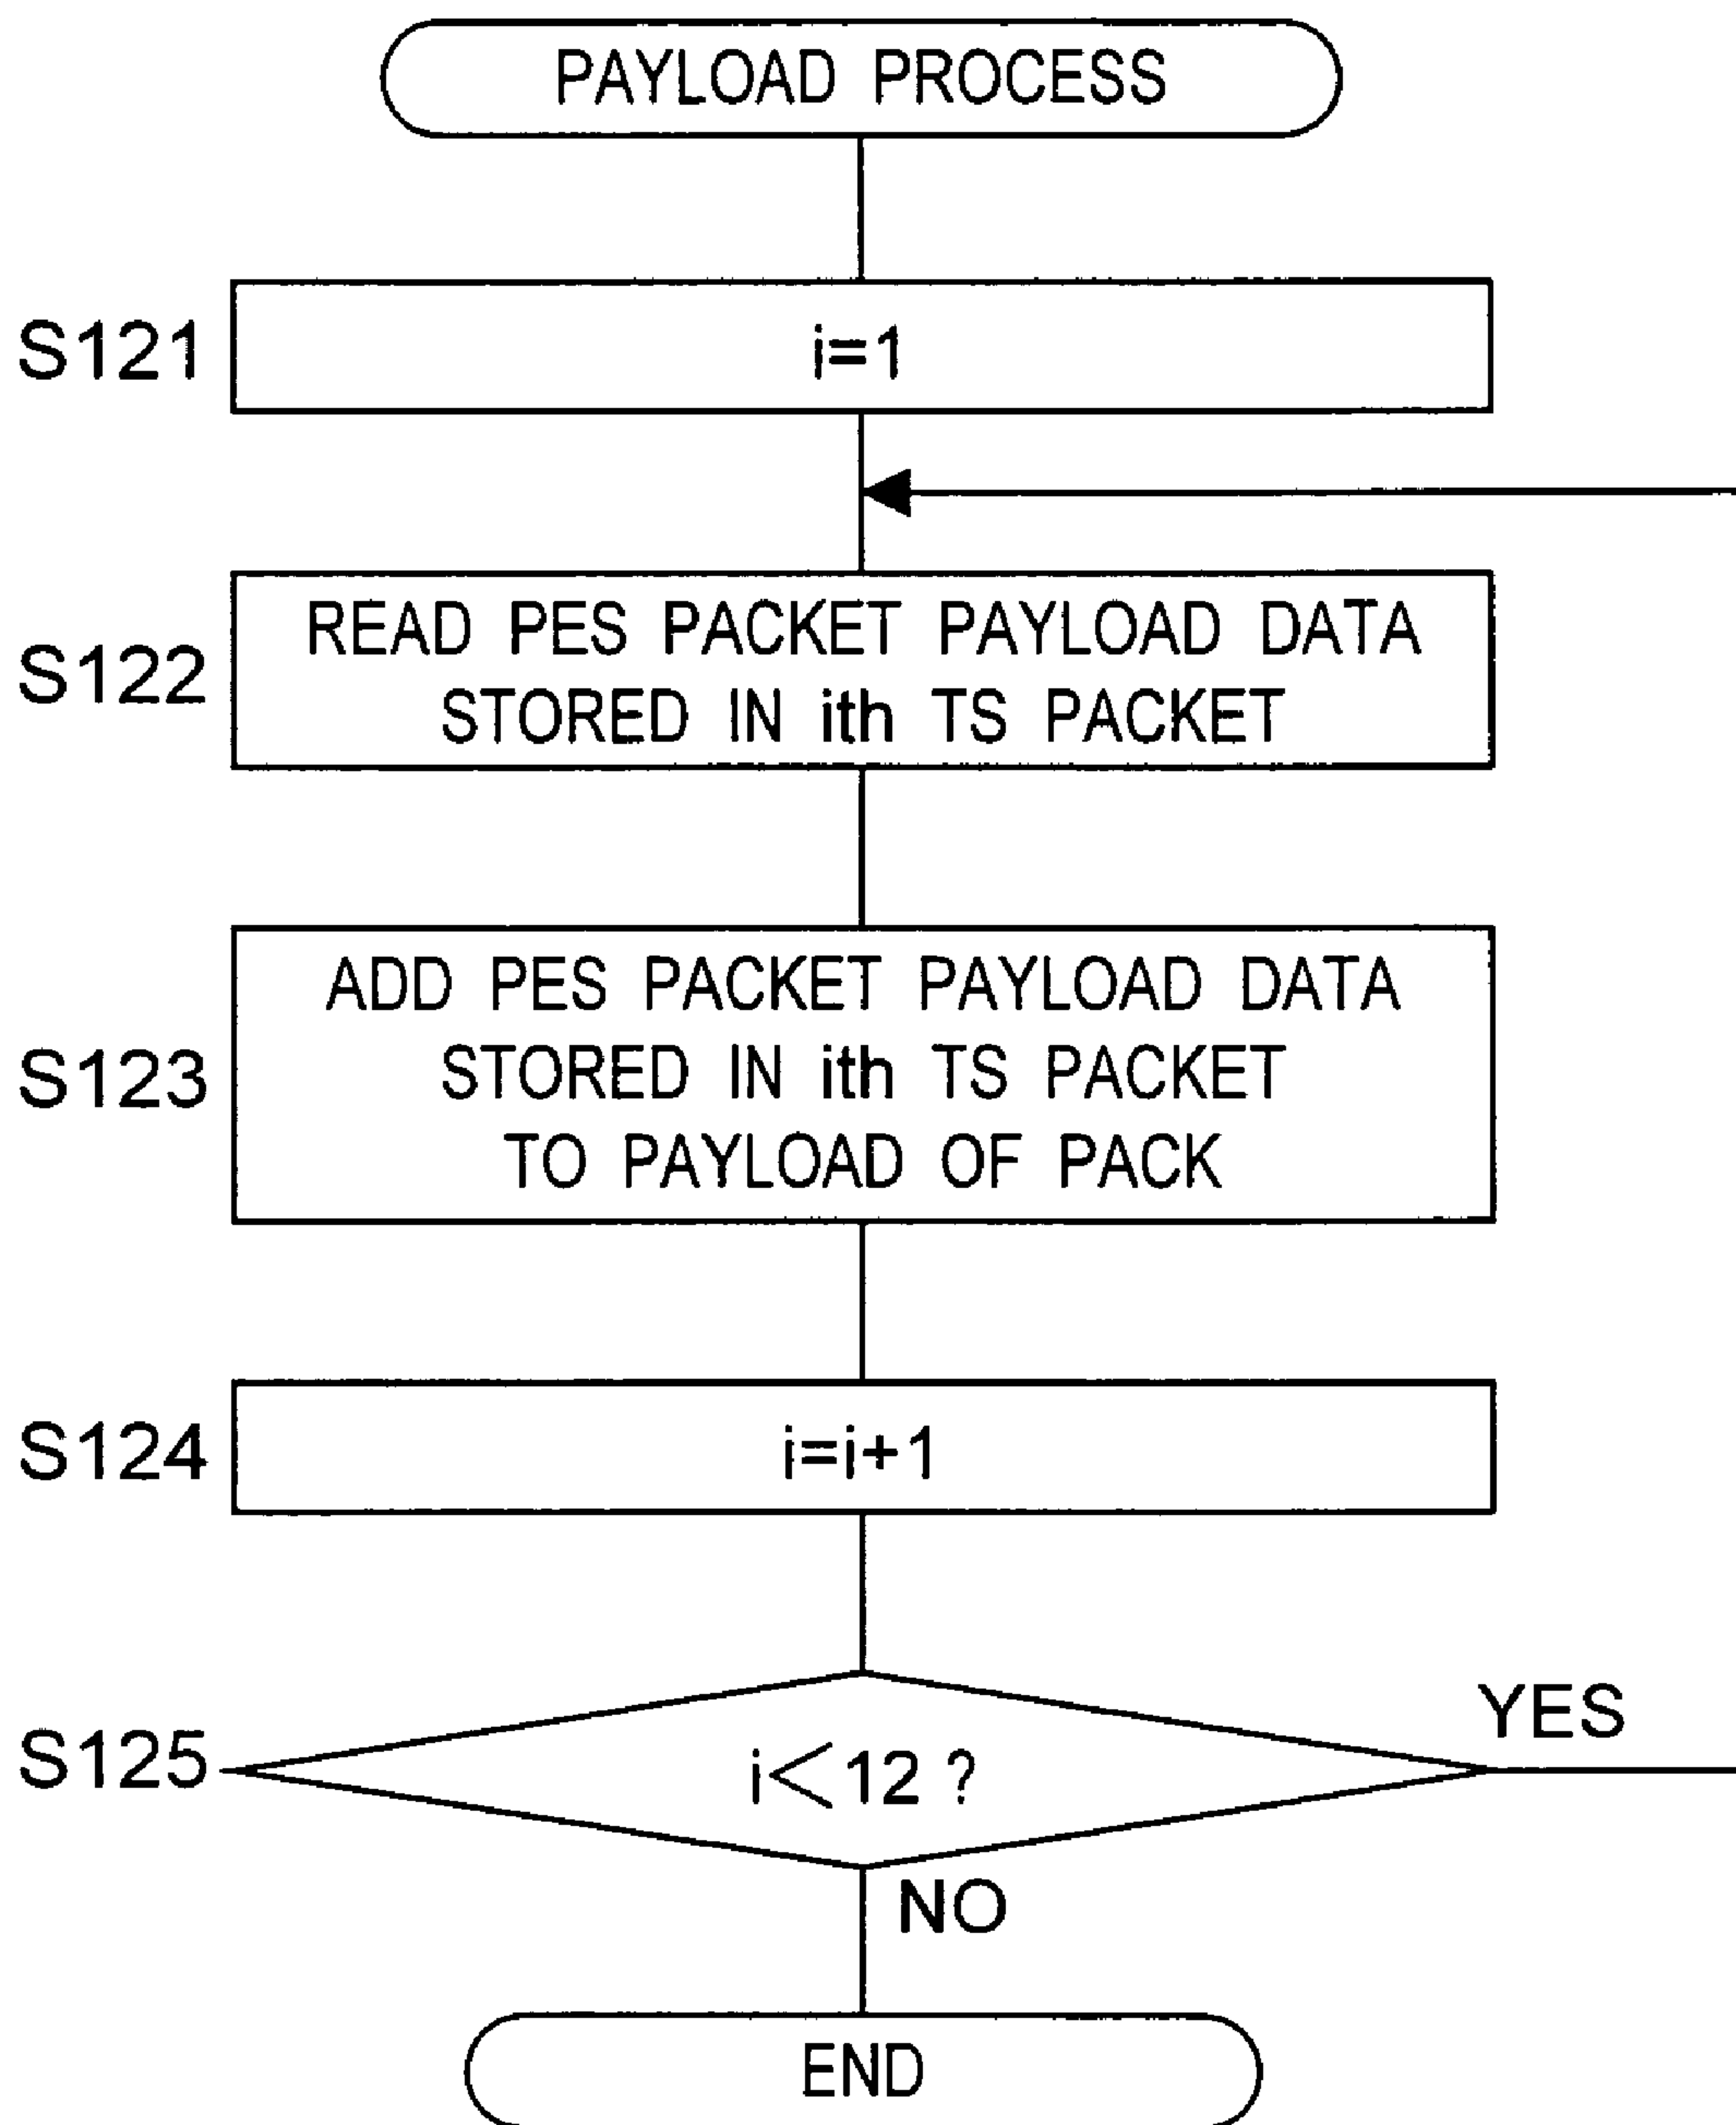 PAYLOAD PROCESS
S121
i=1
S122
READ PES PACKET PAYLOAD DATA
STORED IN ith TS PACKET
S123
ADD PES PACKET PAYLOAD DATA
STORED IN ith TS PACKET
TO PAYLOAD OF PACK
S124
i=i+1
S125
i<12 ?
YES
NO
END